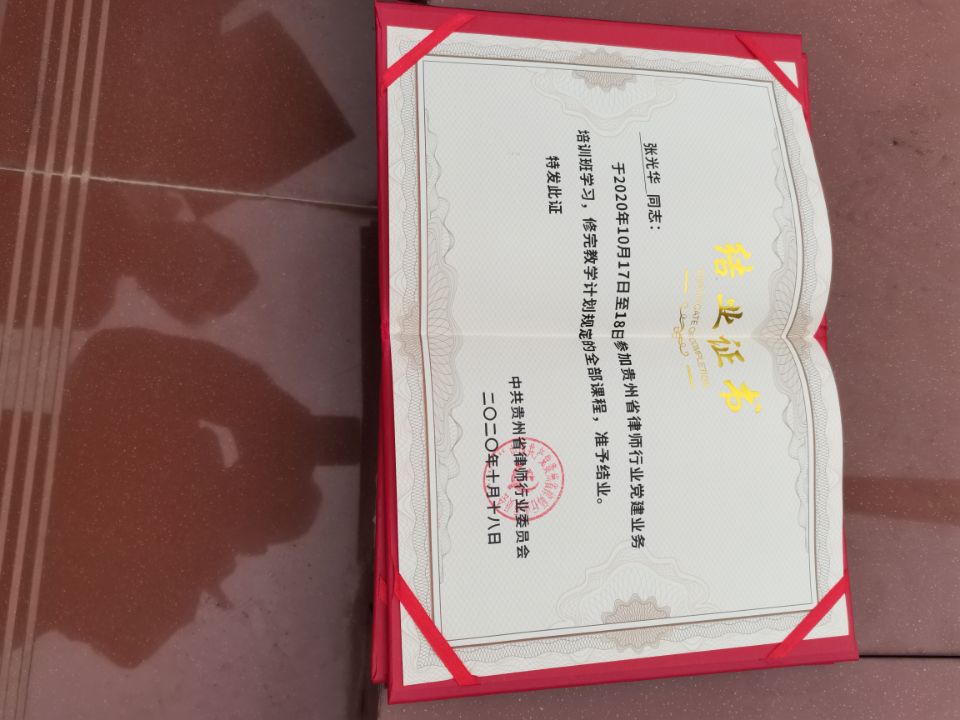 结业证书
CERTIFICATE OF COMPLETION
张光华 同志：
于2020年10月17日至18日参加贵州省律师行业党建业务
培训班学习，修完教学计划规定的全部课程，准予结业。
特发此证
中共贵州省律师行业委员会
二〇二〇年十月十八日